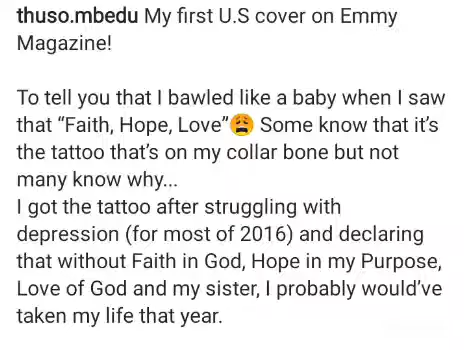 thuso.mbedu My first U.S cover on Emmy
Magazine!
To tell you that I bawled like a baby when I saw
that “Faith, Hope, Love”😩 Some know that it’s
the tattoo that’s on my collar bone but not
many know why...
I got the tattoo after struggling with
depression (for most of 2016) and declaring
that without Faith in God, Hope in my Purpose,
Love of God and my sister, I probably would’ve
taken my life that year.